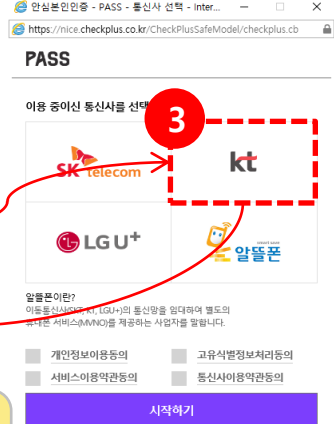 안심본인인증 - PASS - 통신사 선택 - Inter...
https://nice.checkplus.co.kr/CheckPlusSafeModel/checkplus.cb
PASS
이용 중이신 통신사를 선택
3
SK telecom
kt
LG U+
알뜰폰
알뜰폰이란?
이동통신사(SKT, KT, LGU+)의 통신망을 임대하여 별도의
휴대폰 서비스(MVNO)를 제공하는 사업자를 말합니다.
개인정보이용동의 고유식별정보처리동의
서비스이용약관동의 통신사이용약관동의
시작하기